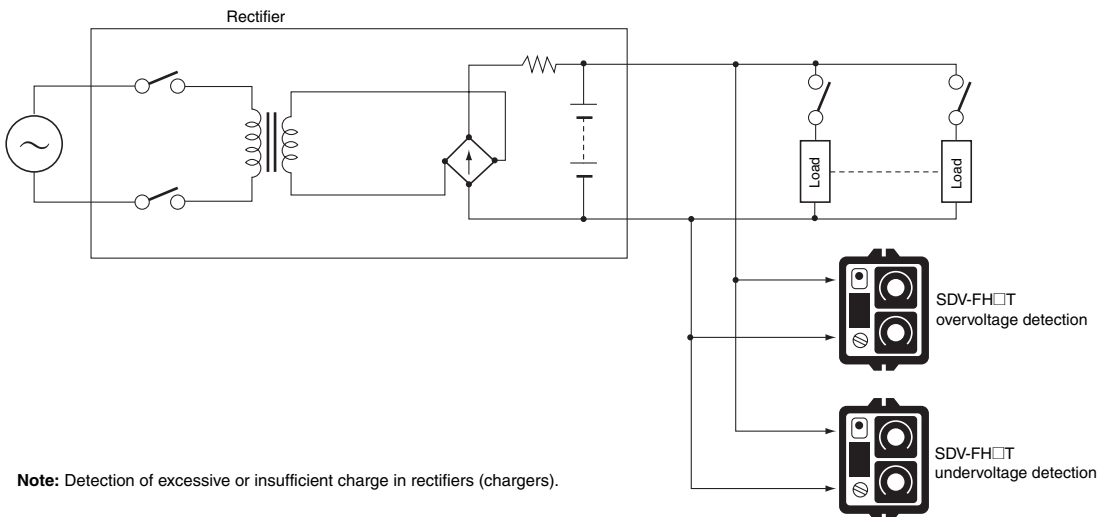 Rectifier
Load
Load
SDV-FH□T
overvoltage detection
SDV-FH□T
undervoltage detection
Note: Detection of excessive or insufficient charge in rectifiers (chargers).